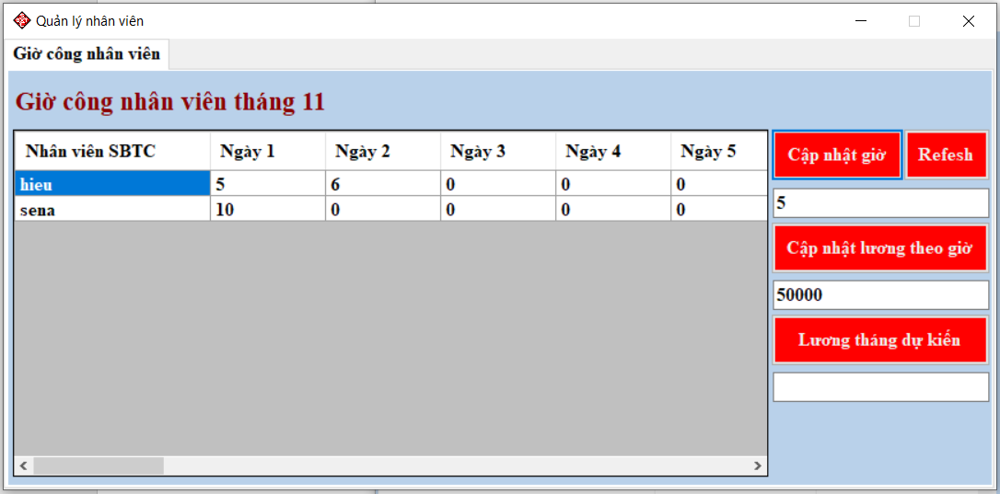 Quản lý nhân viên
Giờ công nhân viên
Giờ công nhân viên tháng 11
Nhân viên SBTC Ngày 1 Ngày 2 Ngày 3 Ngày 4 Ngày 5
hieu 5 6 0 0 0
sena 10 0 0 0 0
Cập nhật giờ Refesh
5
Cập nhật lương theo giờ
50000
Lương tháng dự kiến